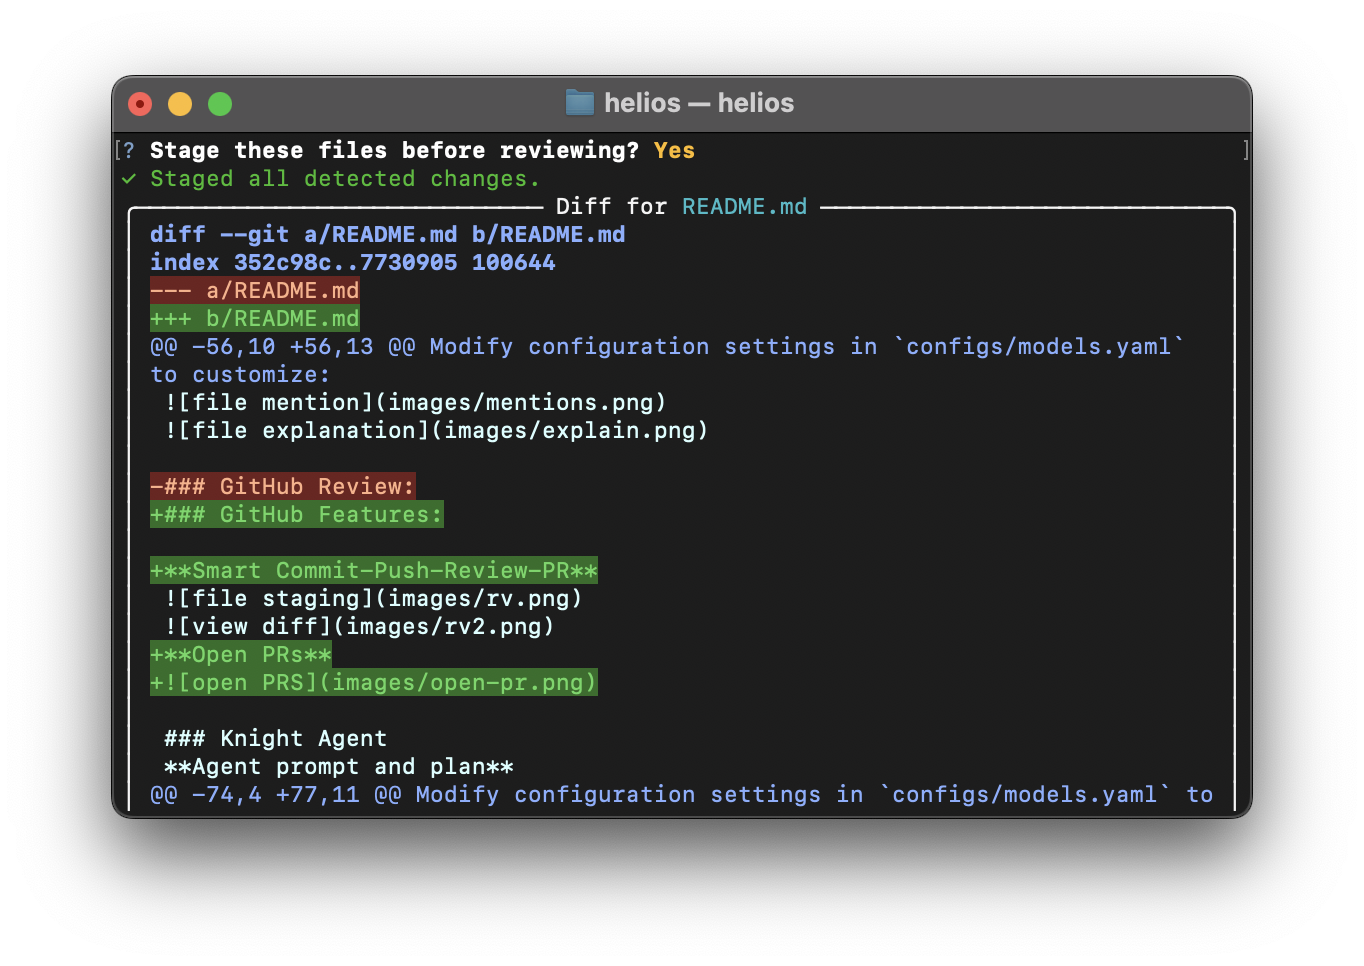 helios — helios
[? Stage these files before reviewing? Yes ]
✓ Staged all detected changes.
Diff for README.md
diff --git a/README.md b/README.md
index 352c98c..7730905 100644
--- a/README.md
+++ b/README.md
@@ -56,10 +56,13 @@ Modify configuration settings in `configs/models.yaml`
to customize:
 ![file mention](images/mentions.png)
 ![file explanation](images/explain.png)
-### GitHub Review:
+### GitHub Features:
+**Smart Commit-Push-Review-PR**
 ![file staging](images/rv.png)
 ![view diff](images/rv2.png)
+**Open PRs**
+![open PRS](images/open-pr.png)
 ### Knight Agent
 **Agent prompt and plan**
@@ -74,4 +77,11 @@ Modify configuration settings in `configs/models.yaml` to